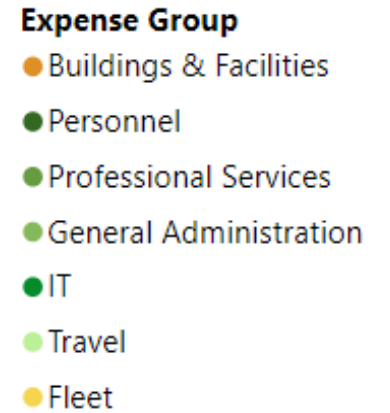 Expense Group
Buildings & Facilities
Personnel
Professional Services
General Administration
IT
Travel
Fleet